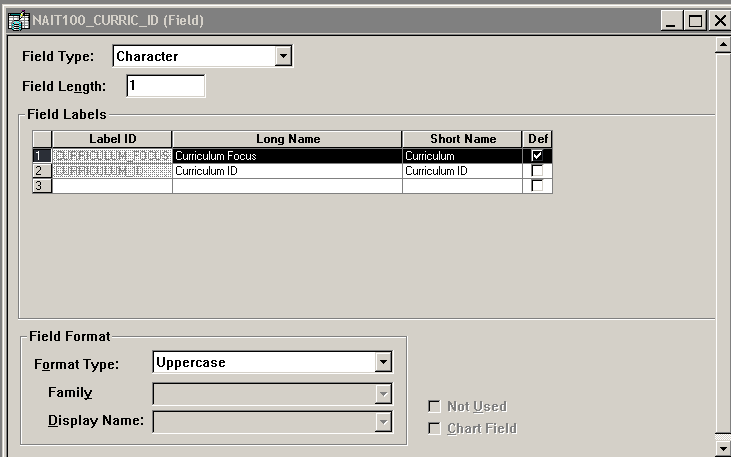 NAIT100_CURRIC_ID (Field)
Field Type: Character
Field Length: 1
Field Labels
Label ID Long Name Short Name Def
1 CURRICULUM_FOCUS Curriculum Focus Curriculum
2 CURRICULUM_ID Curriculum ID Curriculum ID
3
Field Format
Format Type: Uppercase
Family
Display Name:
Not Used
Chart Field